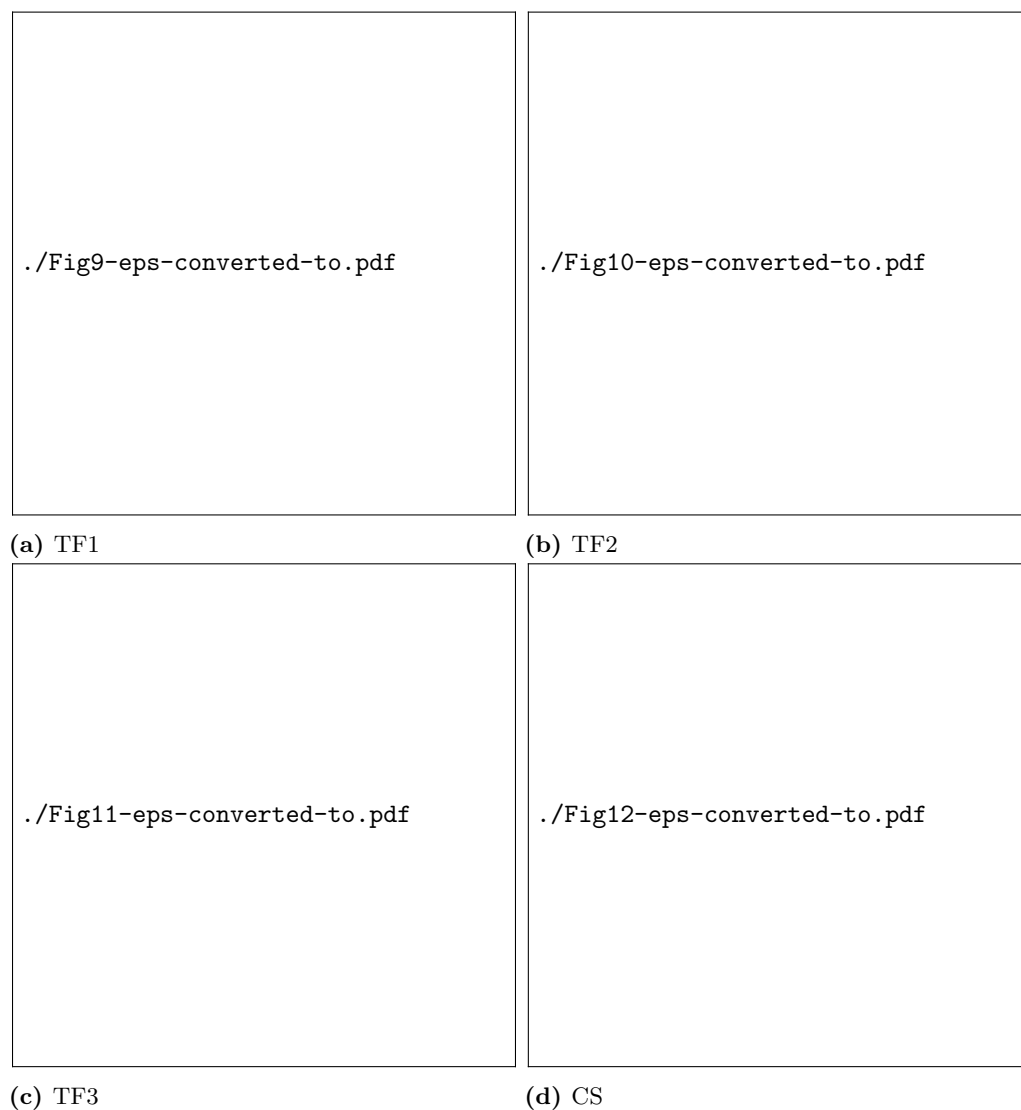 ./Fig9-eps-converted-to.pdf
./Fig10-eps-converted-to.pdf
(a) TF1
(b) TF2
./Fig11-eps-converted-to.pdf
./Fig12-eps-converted-to.pdf
(c) TF3
(d) CS